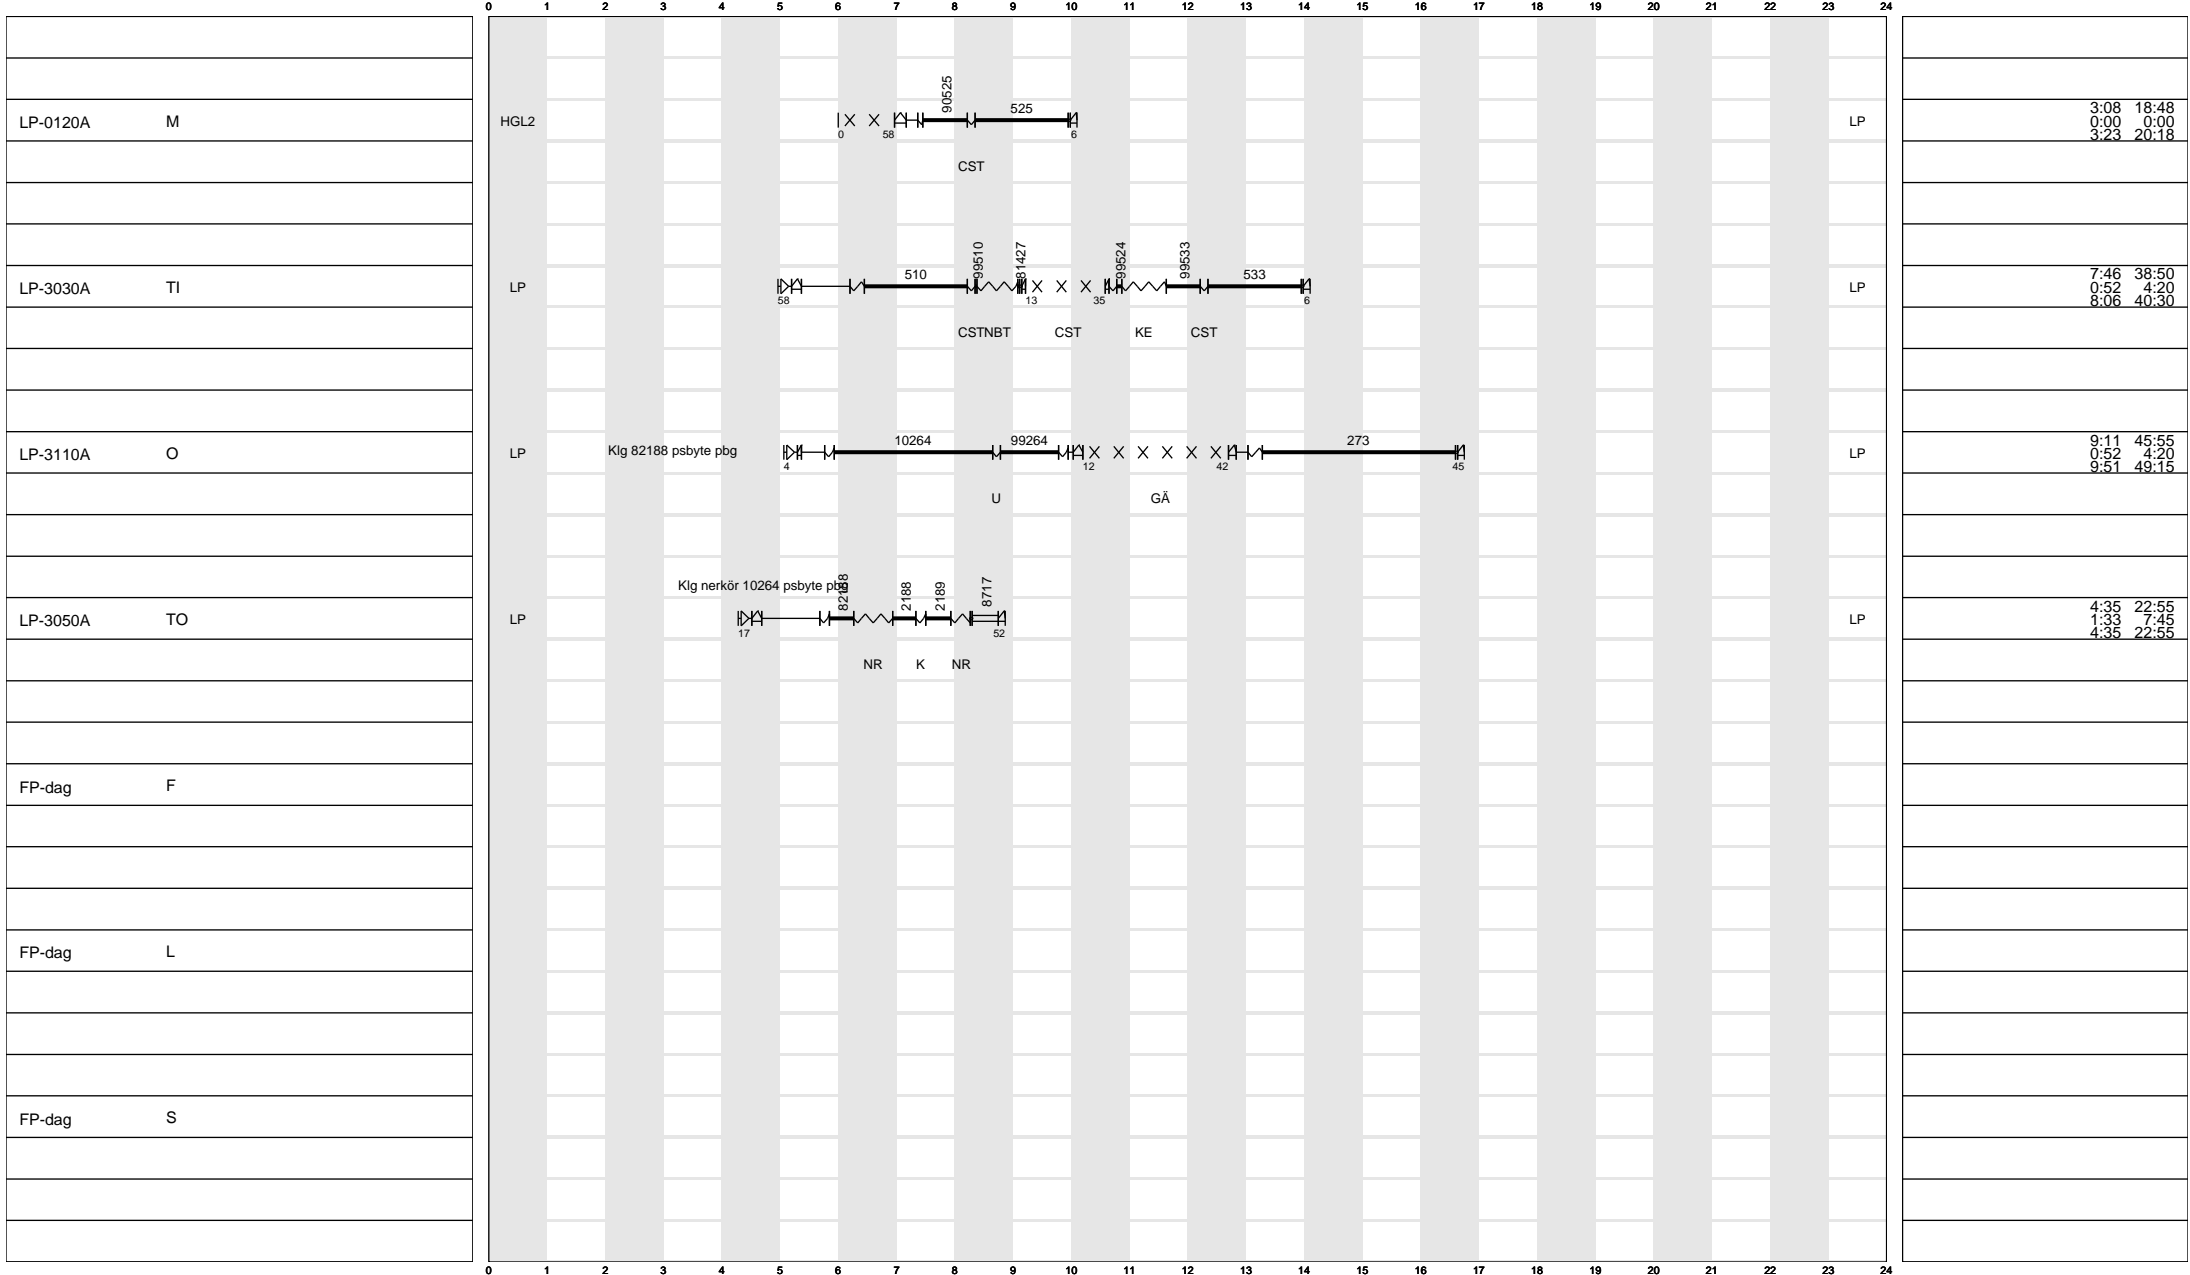 0 1 2 3 4 5 6 7 8 9 10 11 12 13 14 15 16 17 18 19 20 21 22 23 24
90525
525
3:08 18:48
LP-0120A M HGL2 LP 0:00 0:00
0 58 6 3:23 20:18
CST
99510 81427 99524 99533
510 533
7:46 38:50
LP-3030A TI LP LP 0:52 4:20
58 13 35 6 8:06 40:30
CST NBT CST KE CST
10264 99264 273
9:11 45:55
LP-3110A O LP Klg 82188 psbyte pbg LP 0:52 4:20
4 12 42 45 9:51 49:15
U GÄ
Klg nerkör 10264 psbyte pbg
82188 2188 2189 8717
4:35 22:55
LP-3050A TO LP LP 1:33 7:45
17 52 4:35 22:55
NR K NR
FP-dag F
FP-dag L
FP-dag S
0 1 2 3 4 5 6 7 8 9 10 11 12 13 14 15 16 17 18 19 20 21 22 23 24